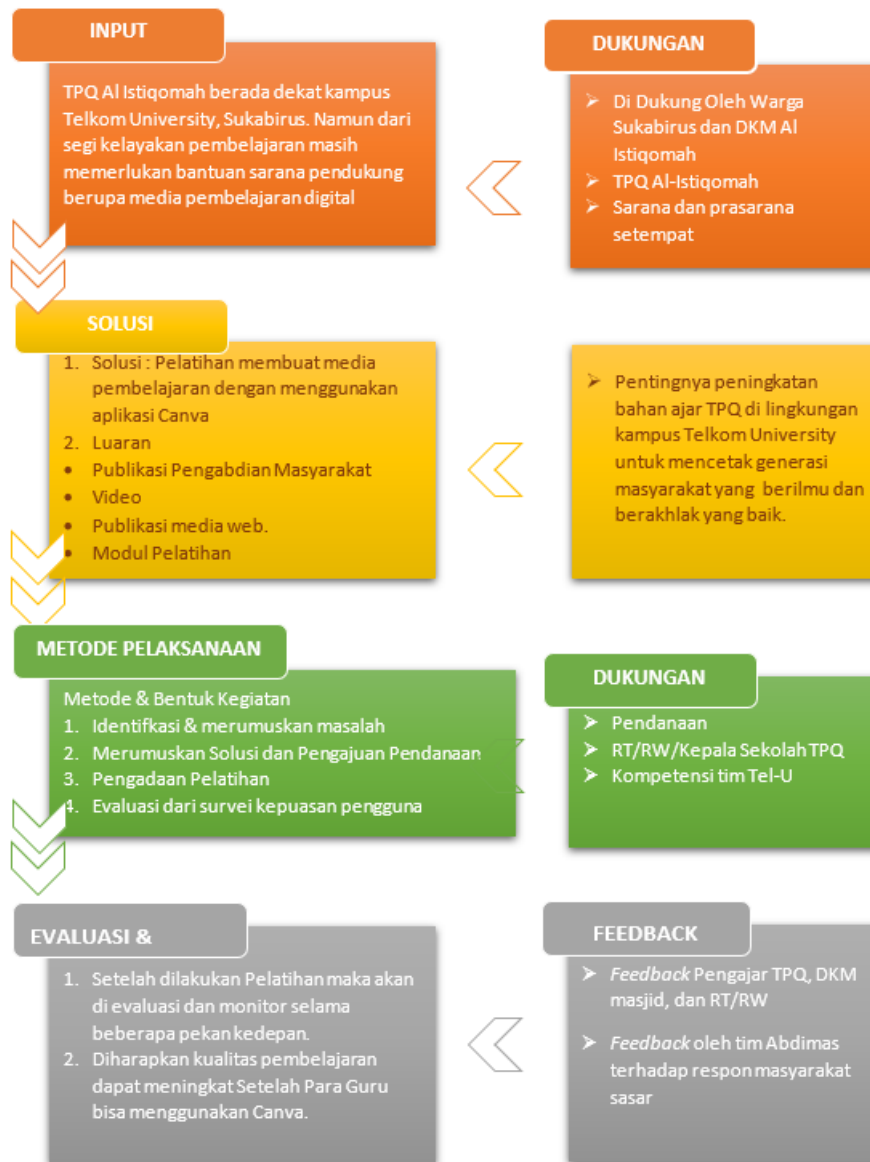 INPUT
TPQ Al Istiqomah berada dekat kampus
Telkom University, Sukabirus. Namun dari
segi kelayakan pembelajaran masih
memerlukan bantuan sarana pendukung
berupa media pembelajaran digital
DUKUNGAN
➢ Di Dukung Oleh Warga
Sukabirus dan DKM Al
Istiqomah
➢ TPQ Al-Istiqomah
➢ Sarana dan prasarana
setempat
SOLUSI
1. Solusi : Pelatihan membuat media
pembelajaran dengan menggunakan
aplikasi Canva
2. Luaran
• Publikasi Pengabdian Masyarakat
• Video
• Publikasi media web.
• Modul Pelatihan
➢ Pentingnya peningkatan
bahan ajar TPQ di lingkungan
kampus Telkom University
untuk mencetak generasi
masyarakat yang berilmu dan
berakhlak yang baik.
METODE PELAKSANAAN
Metode & Bentuk Kegiatan
1. Identifkasi & merumuskan masalah
2. Merumuskan Solusi dan Pengajuan Pendanaan
3. Pengadaan Pelatihan
4. Evaluasi dari survei kepuasan pengguna
DUKUNGAN
➢ Pendanaan
➢ RT/RW/Kepala Sekolah TPQ
➢ Kompetensi tim Tel-U
EVALUASI &
1. Setelah dilakukan Pelatihan maka akan
di evaluasi dan monitor selama
beberapa pekan kedepan.
2. Diharapkan kualitas pembelajaran
dapat meningkat Setelah Para Guru
bisa menggunakan Canva.
FEEDBACK
➢ Feedback Pengajar TPQ, DKM
masjid, dan RT/RW
➢ Feedback oleh tim Abdimas
terhadap respon masyarakat
sasar